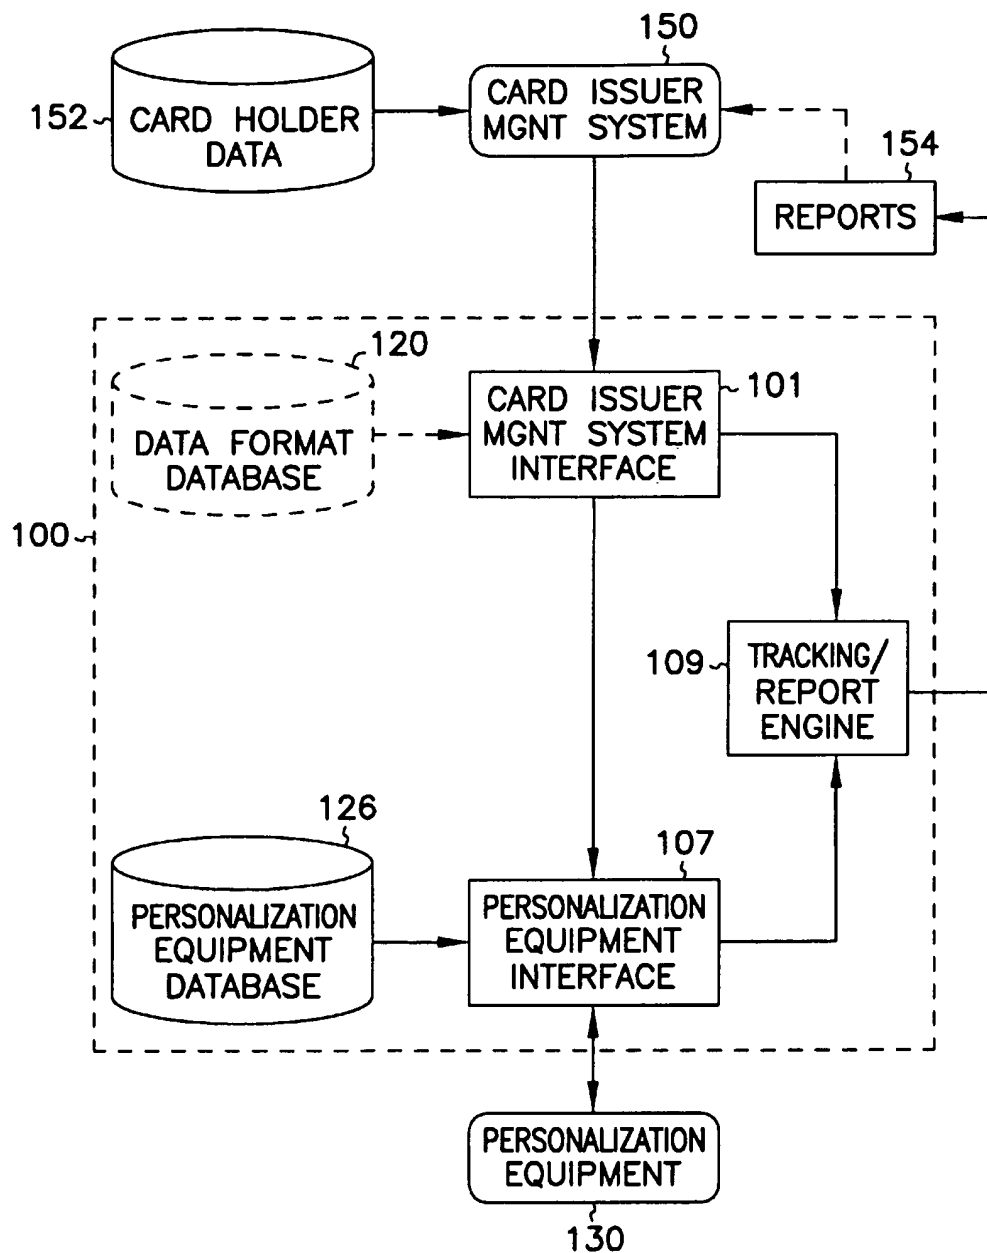 150
152
CARD HOLDER
DATA
CARD ISSUER
MGNT SYSTEM
154
REPORTS
120
DATA FORMAT
DATABASE
101
CARD ISSUER
MGNT SYSTEM
INTERFACE
100
109
TRACKING/
REPORT
ENGINE
126
PERSONALIZATION
EQUIPMENT
DATABASE
107
PERSONALIZATION
EQUIPMENT
INTERFACE
PERSONALIZATION
EQUIPMENT
130